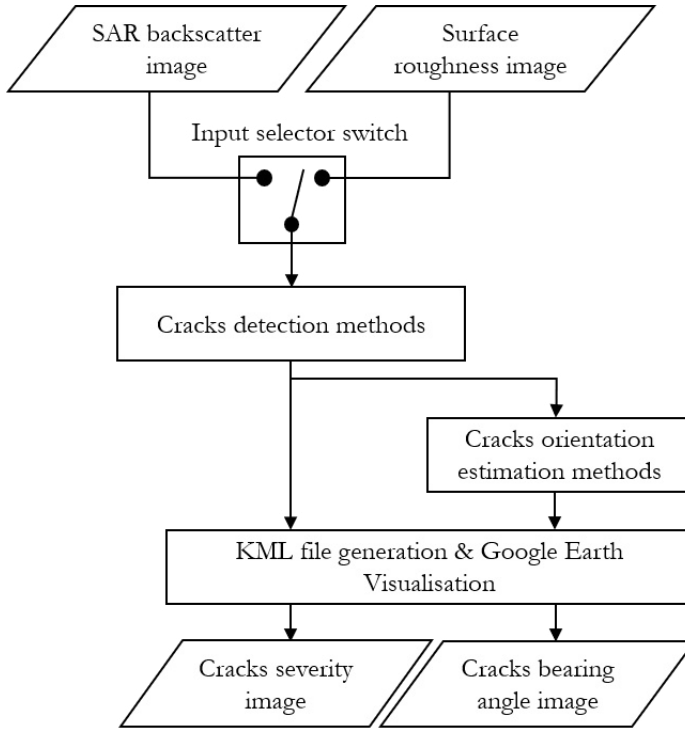 SAR backscatter
image
Surface
roughness image
Input selector switch
Cracks detection methods
Cracks orientation
estimation methods
KML file generation & Google Earth
Visualisation
Cracks severity
image
Cracks bearing
angle image